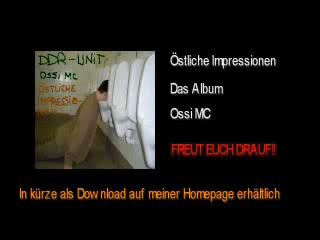 DDR-UNIT
OSSI MC
ÖSTLICHE
IMPRESSIO-
Östliche Impressionen
Das Album
Ossi MC
FREUT EUCH DRAUF!!
In kürze als Download auf meiner Homepage erhältlich